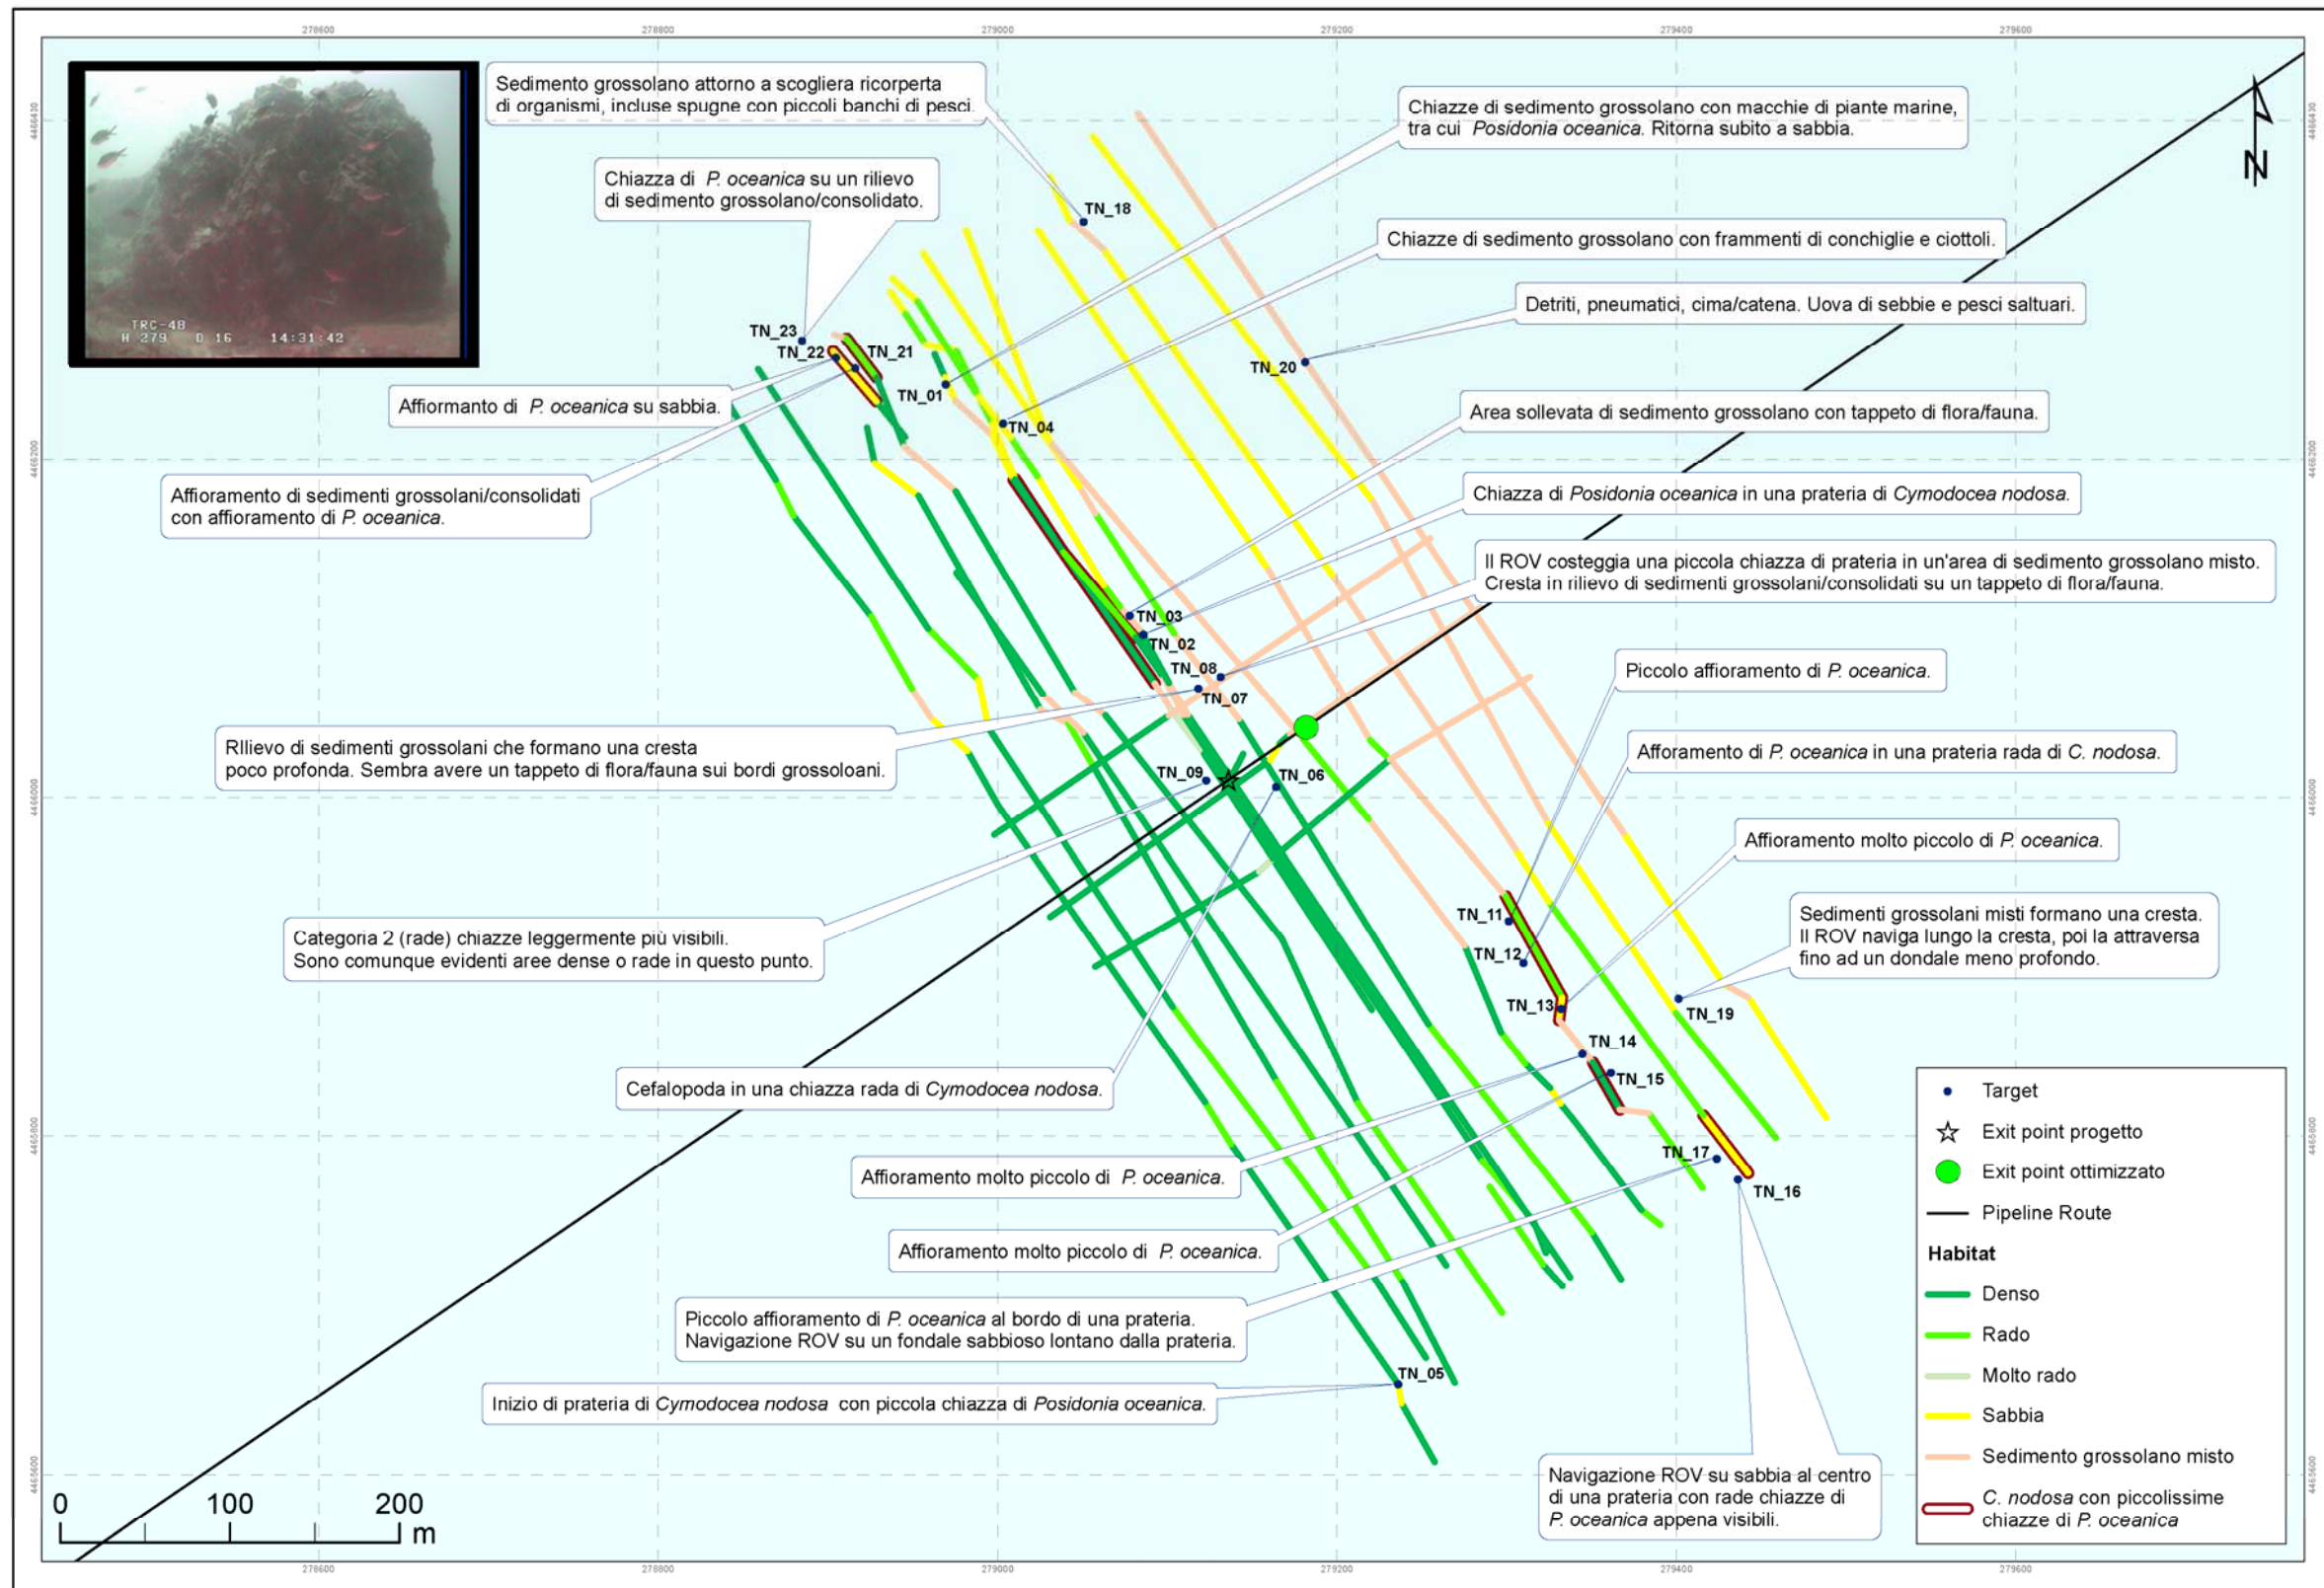 278600
278800
279000
279200
279400
279600
4466200
4466000
4465800
4465600
TRC-48
H 279 D 16 14:31:42
Sedimento grossolano attorno a scogliera ricorperta
di organismi, incluse spugne con piccoli banchi di pesci.
Chiazze di sedimento grossolano con macchie di piante marine,
tra cui Posidonia oceanica. Ritorna subito a sabbia.
N
Chiazza di P. oceanica su un rilievo
di sedimento grossolano/consolidato.
TN_18
Chiazze di sedimento grossolano con frammenti di conchiglie e ciottoli.
Detriti, pneumatici, cima/catena. Uova di sebbie e pesci saltuari.
TN_23
TN_22
TN_21
TN_20
TN_01
Affiormanto di P. oceanica su sabbia.
Area sollevata di sedimento grossolano con tappeto di flora/fauna.
TN_04
Affioramento di sedimenti grossolani/consolidati
con affioramento di P. oceanica.
Chiazza di Posidonia oceanica in una prateria di Cymodocea nodosa.
Il ROV costeggia una piccola chiazza di prateria in un'area di sedimento grossolano misto.
Cresta in rilievo di sedimenti grossolani/consolidati su un tappeto di flora/fauna.
TN_03
TN_02
TN_08
TN_07
Piccolo affioramento di P. oceanica.
RIlievo di sedimenti grossolani che formano una cresta
poco profonda. Sembra avere un tappeto di flora/fauna sui bordi grossoloani.
Afforamento di P. oceanica in una prateria rada di C. nodosa.
TN_09
TN_06
Affioramento molto piccolo di P. oceanica.
TN_11
TN_12
TN_13
Categoria 2 (rade) chiazze leggermente più visibili.
Sono comunque evidenti aree dense o rade in questo punto.
Sedimenti grossolani misti formano una cresta.
Il ROV naviga lungo la cresta, poi la attraversa
fino ad un dondale meno profondo.
TN_19
TN_14
TN_15
Cefalopoda in una chiazza rada di Cymodocea nodosa.
TN_17
TN_16
Affioramento molto piccolo di P. oceanica.
Affioramento molto piccolo di P. oceanica.
Piccolo affioramento di P. oceanica al bordo di una prateria.
Navigazione ROV su un fondale sabbioso lontano dalla prateria.
TN_05
Inizio di prateria di Cymodocea nodosa con piccola chiazza di Posidonia oceanica.
Navigazione ROV su sabbia al centro
di una prateria con rade chiazze di
P. oceanica appena visibili.
Target
Exit point progetto
Exit point ottimizzato
Pipeline Route
Habitat
Denso
Rado
Molto rado
Sabbia
Sedimento grossolano misto
C. nodosa con piccolissime
chiazze di P. oceanica
0 100 200
m
4466200
4466000
4465800
4465600
278600
278800
279000
279200
279400
279600